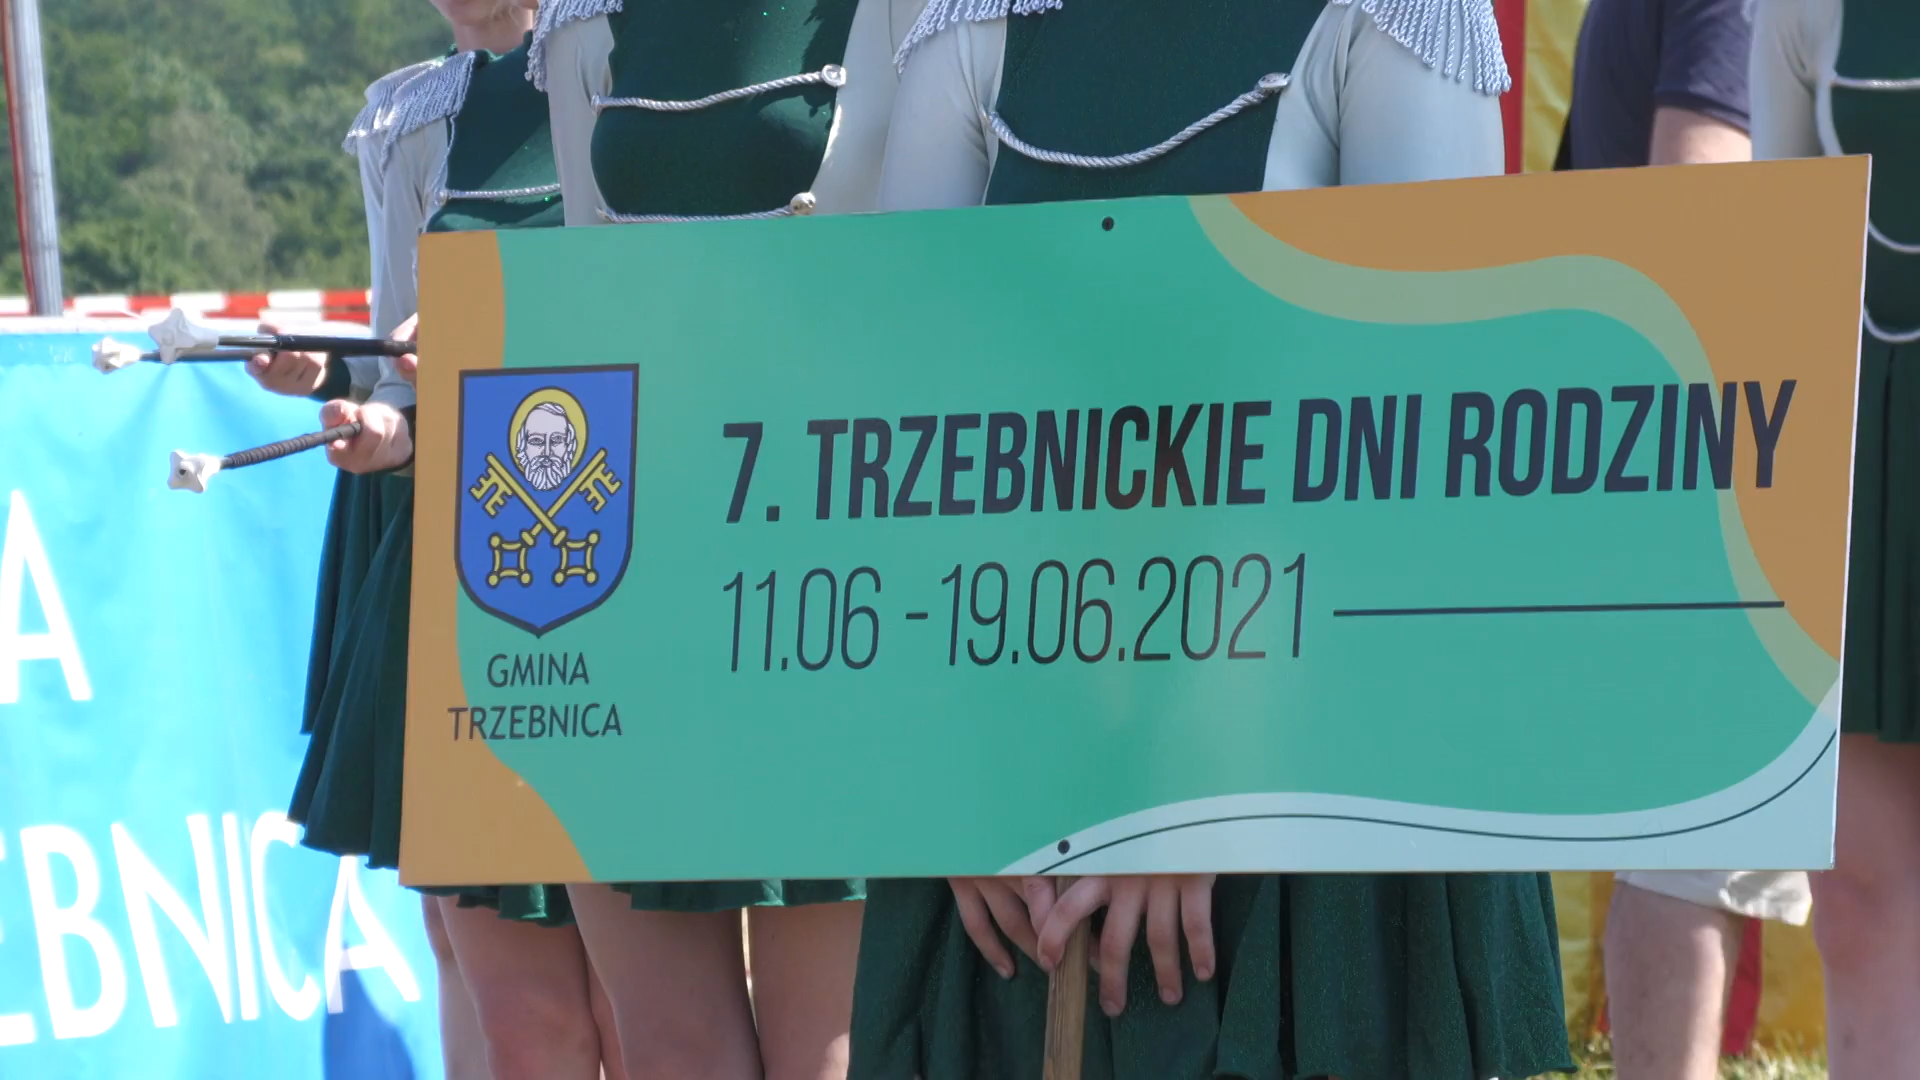 7. TRZEBNICKIE DNI RODZINY
11.06 - 19.06.2021
GMINA
TRZEBNICA
A
EBNICA